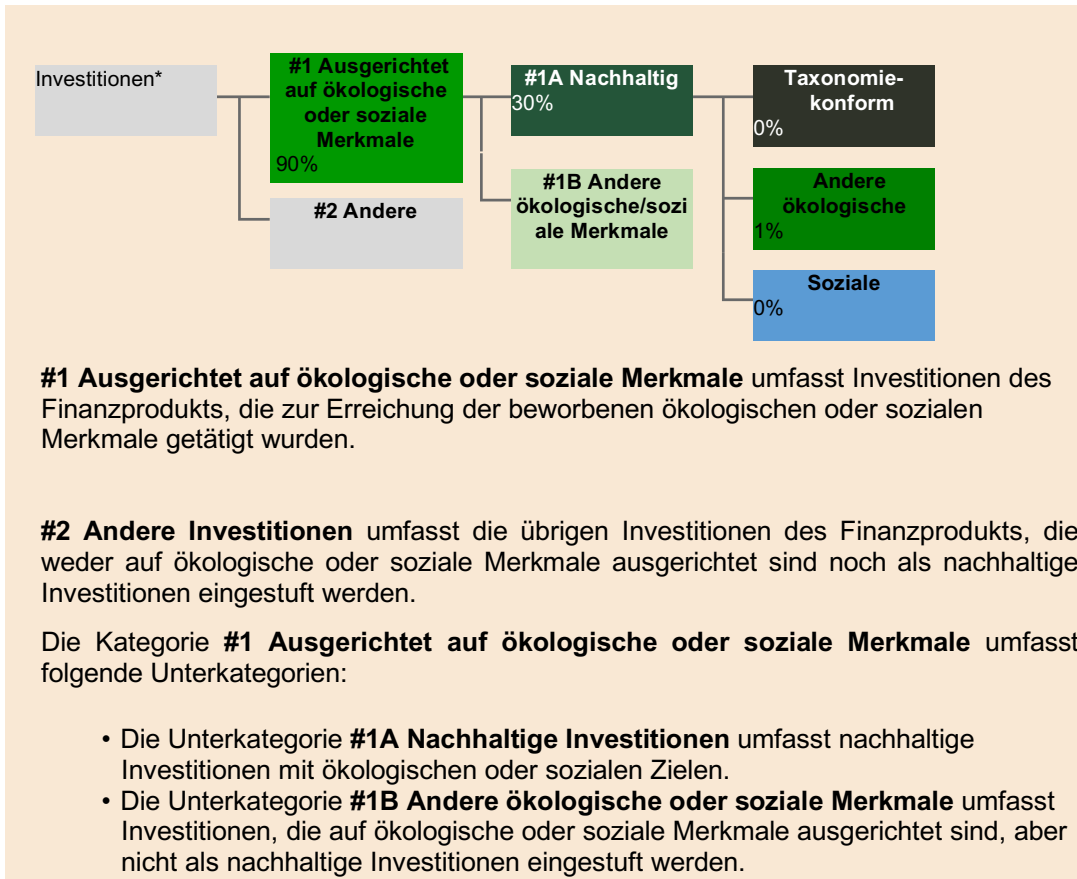 Investitionen*
#1 Ausgerichtet
auf ökologische
oder soziale
Merkmale
90%
#2 Andere
#1A Nachhaltig
30%
#1B Andere
ökologische/sozi
ale Merkmale
Taxonomie-
konform
0%
Andere
ökologische
1%
Soziale
0%
#1 Ausgerichtet auf ökologische oder soziale Merkmale umfasst Investitionen des
Finanzprodukts, die zur Erreichung der beworbenen ökologischen oder sozialen
Merkmale getätigt wurden.
#2 Andere Investitionen umfasst die übrigen Investitionen des Finanzprodukts, die
weder auf ökologische oder soziale Merkmale ausgerichtet sind noch als nachhaltige
Investitionen eingestuft werden.
Die Kategorie #1 Ausgerichtet auf ökologische oder soziale Merkmale umfasst
folgende Unterkategorien:
• Die Unterkategorie #1A Nachhaltige Investitionen umfasst nachhaltige
Investitionen mit ökologischen oder sozialen Zielen.
• Die Unterkategorie #1B Andere ökologische oder soziale Merkmale umfasst
Investitionen, die auf ökologische oder soziale Merkmale ausgerichtet sind, aber
nicht als nachhaltige Investitionen eingestuft werden.